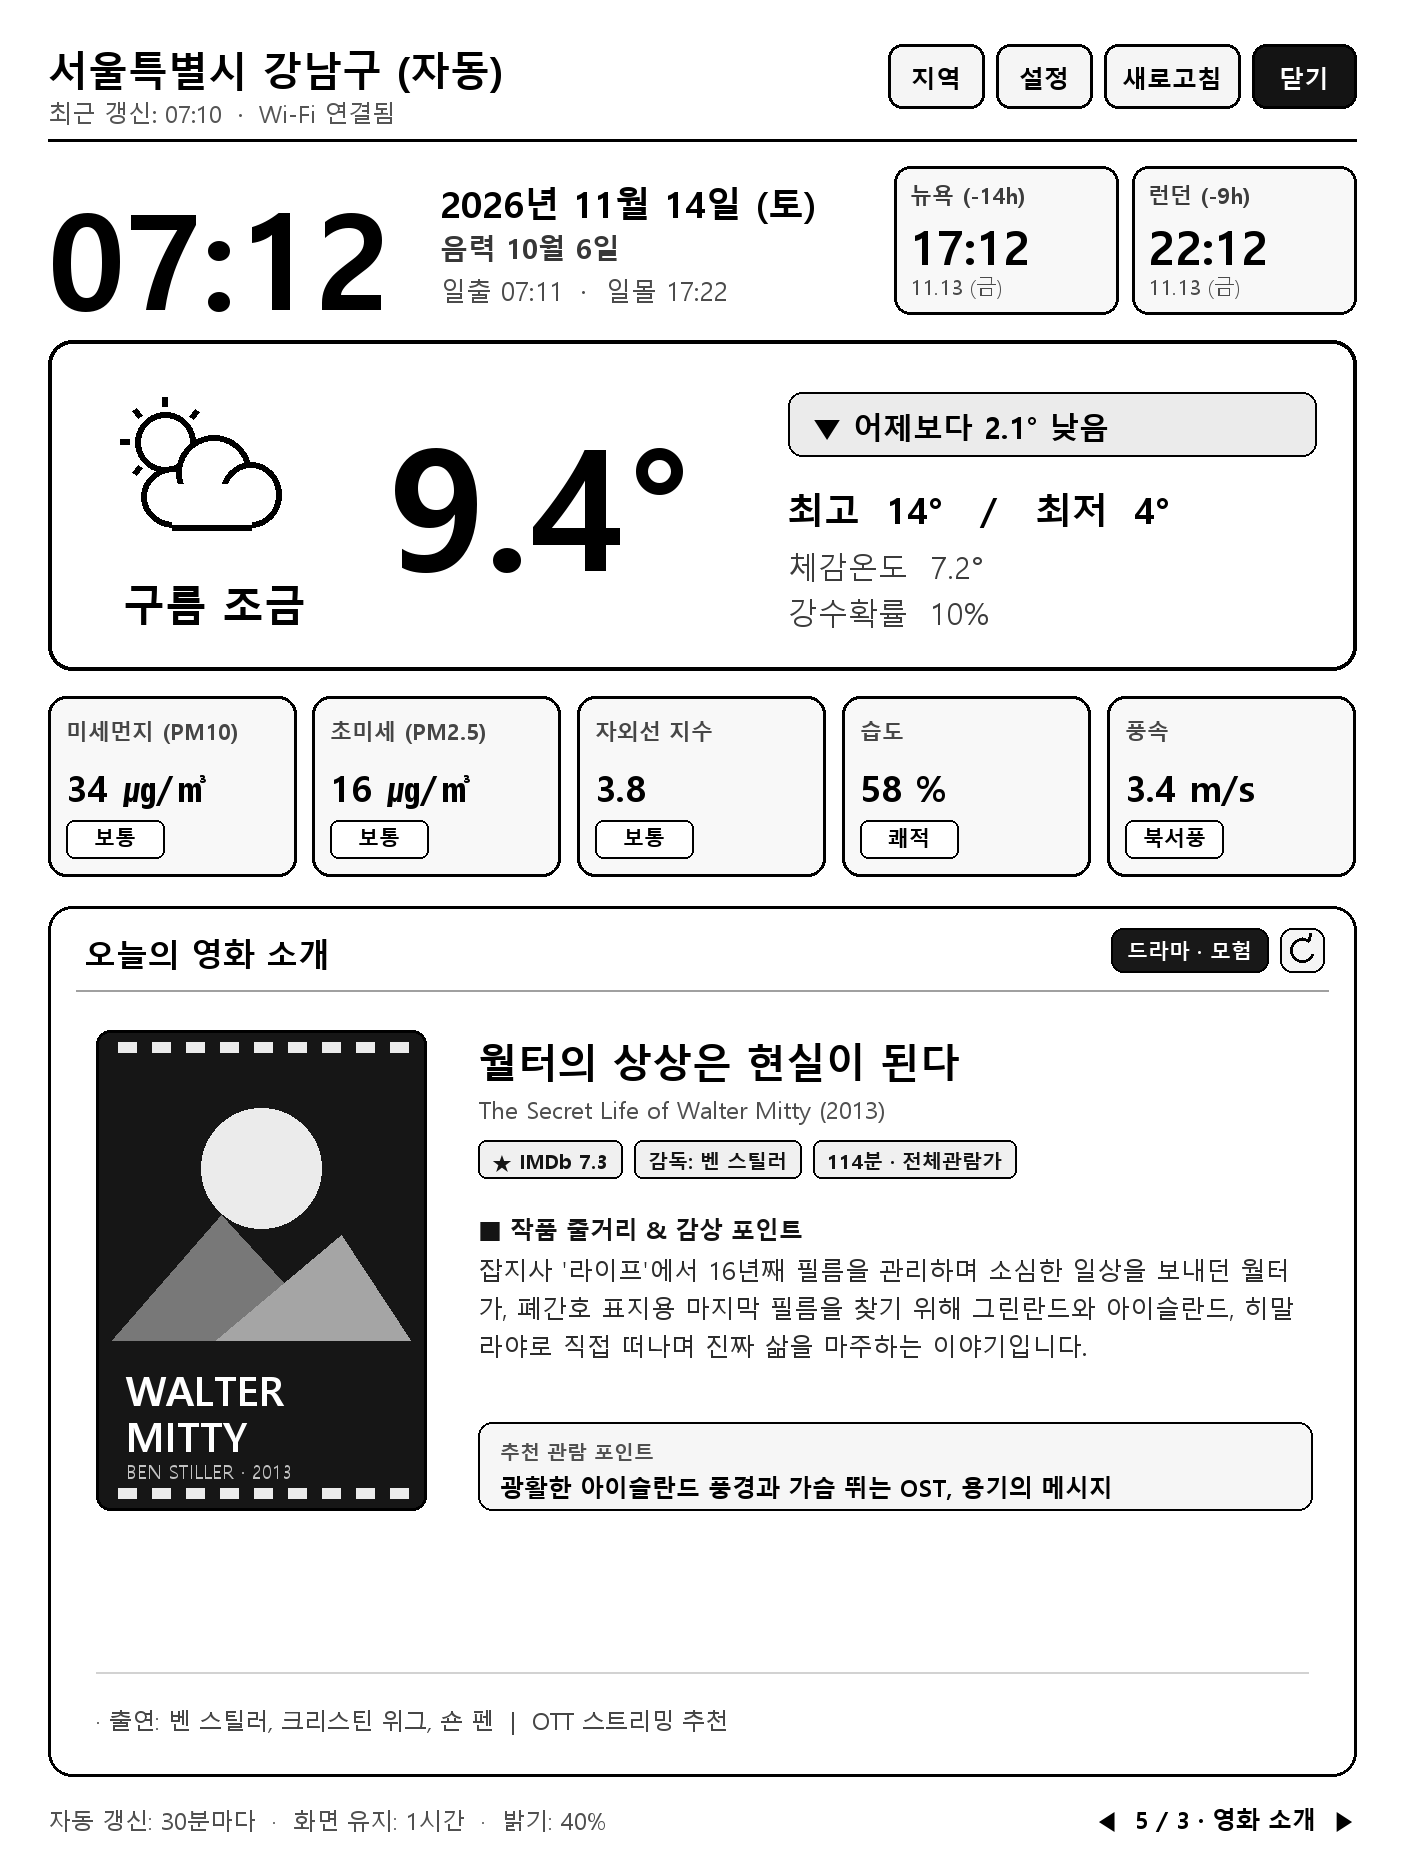 서울특별시 강남구 (자동)
최근 갱신: 07:10 · Wi-Fi 연결됨
지역
설정
새로고침
닫기
07:12
2026년 11월 14일 (토)
음력 10월 6일
일출 07:11 · 일몰 17:22
뉴욕 (-14h)
17:12
11.13 (금)
런던 (-9h)
22:12
11.13 (금)
구름 조금
9.4°
▼ 어제보다 2.1° 낮음
최고 14° / 최저 4°
체감온도 7.2°
강수확률 10%
미세먼지 (PM10)
34 ㎍/㎥
보통
초미세 (PM2.5)
16 ㎍/㎥
보통
자외선 지수
3.8
보통
습도
58 %
쾌적
풍속
3.4 m/s
북서풍
오늘의 영화 소개
드라마 · 모험
WALTER
MITTY
BEN STILLER · 2013
월터의 상상은 현실이 된다
The Secret Life of Walter Mitty (2013)
★ IMDb 7.3
감독: 벤 스틸러
114분 · 전체관람가
■ 작품 줄거리 & 감상 포인트
잡지사 '라이프'에서 16년째 필름을 관리하며 소심한 일상을 보내던 월터
가, 폐간호 표지용 마지막 필름을 찾기 위해 그린란드와 아이슬란드, 히말
라야로 직접 떠나며 진짜 삶을 마주하는 이야기입니다.
추천 관람 포인트
광활한 아이슬란드 풍경과 가슴 뛰는 OST, 용기의 메시지
· 출연: 벤 스틸러, 크리스틴 위그, 숀 펜 | OTT 스트리밍 추천
자동 갱신: 30분마다 · 화면 유지: 1시간 · 밝기: 40%
◀ 5 / 3 · 영화 소개 ▶